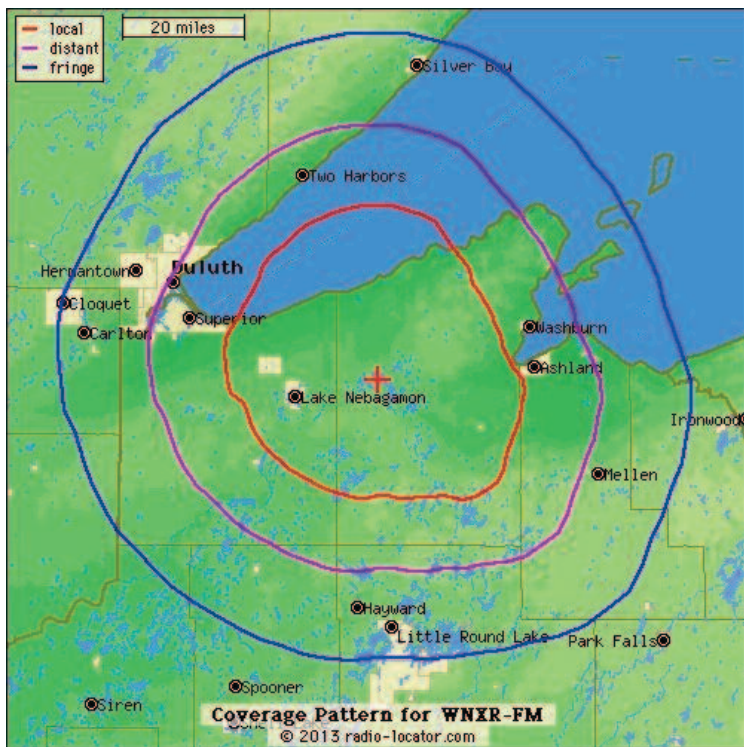 local
distant
fringe
20 miles
Silver Bay
Two Harbors
Hermantown
Duluth
Cloquet
Superior
Carlton
Washburn
Ashland
Lake Nebagamon
Ironwood
Mellen
Hayward
Little Round Lake
Park Falls
Spooner
Siren
Coverage Pattern for WNXR-FM
© 2013 radio-locator.com